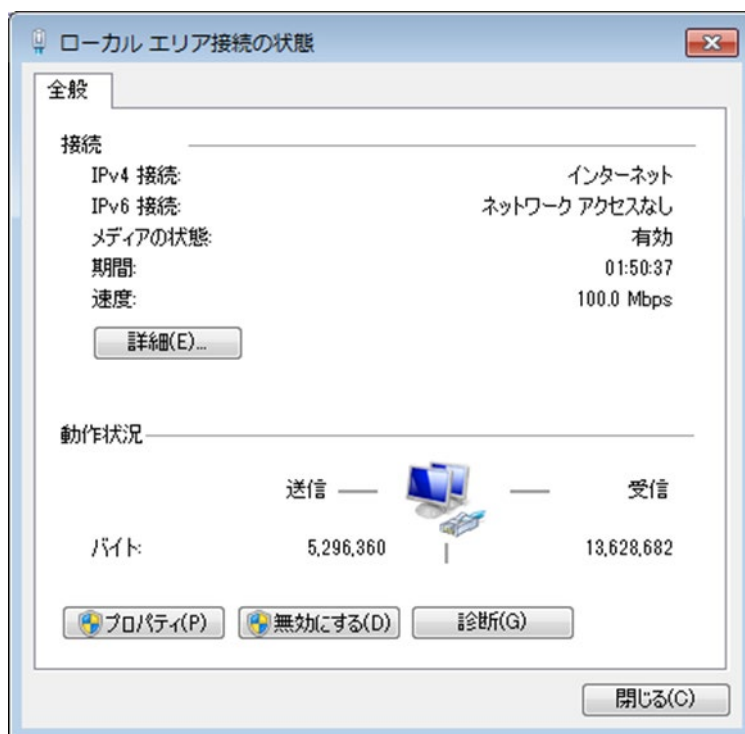 ローカル エリア接続の状態
全般
接続
IPv4 接続: インターネット
IPv6 接続: ネットワーク アクセスなし
メディアの状態: 有効
期間: 01:50:37
速度: 100.0 Mbps
詳細(E)...
動作状況
送信 受信
バイト: 5,296,360 13,628,682
プロパティ(P) 無効にする(D) 診断(G)
閉じる(C)